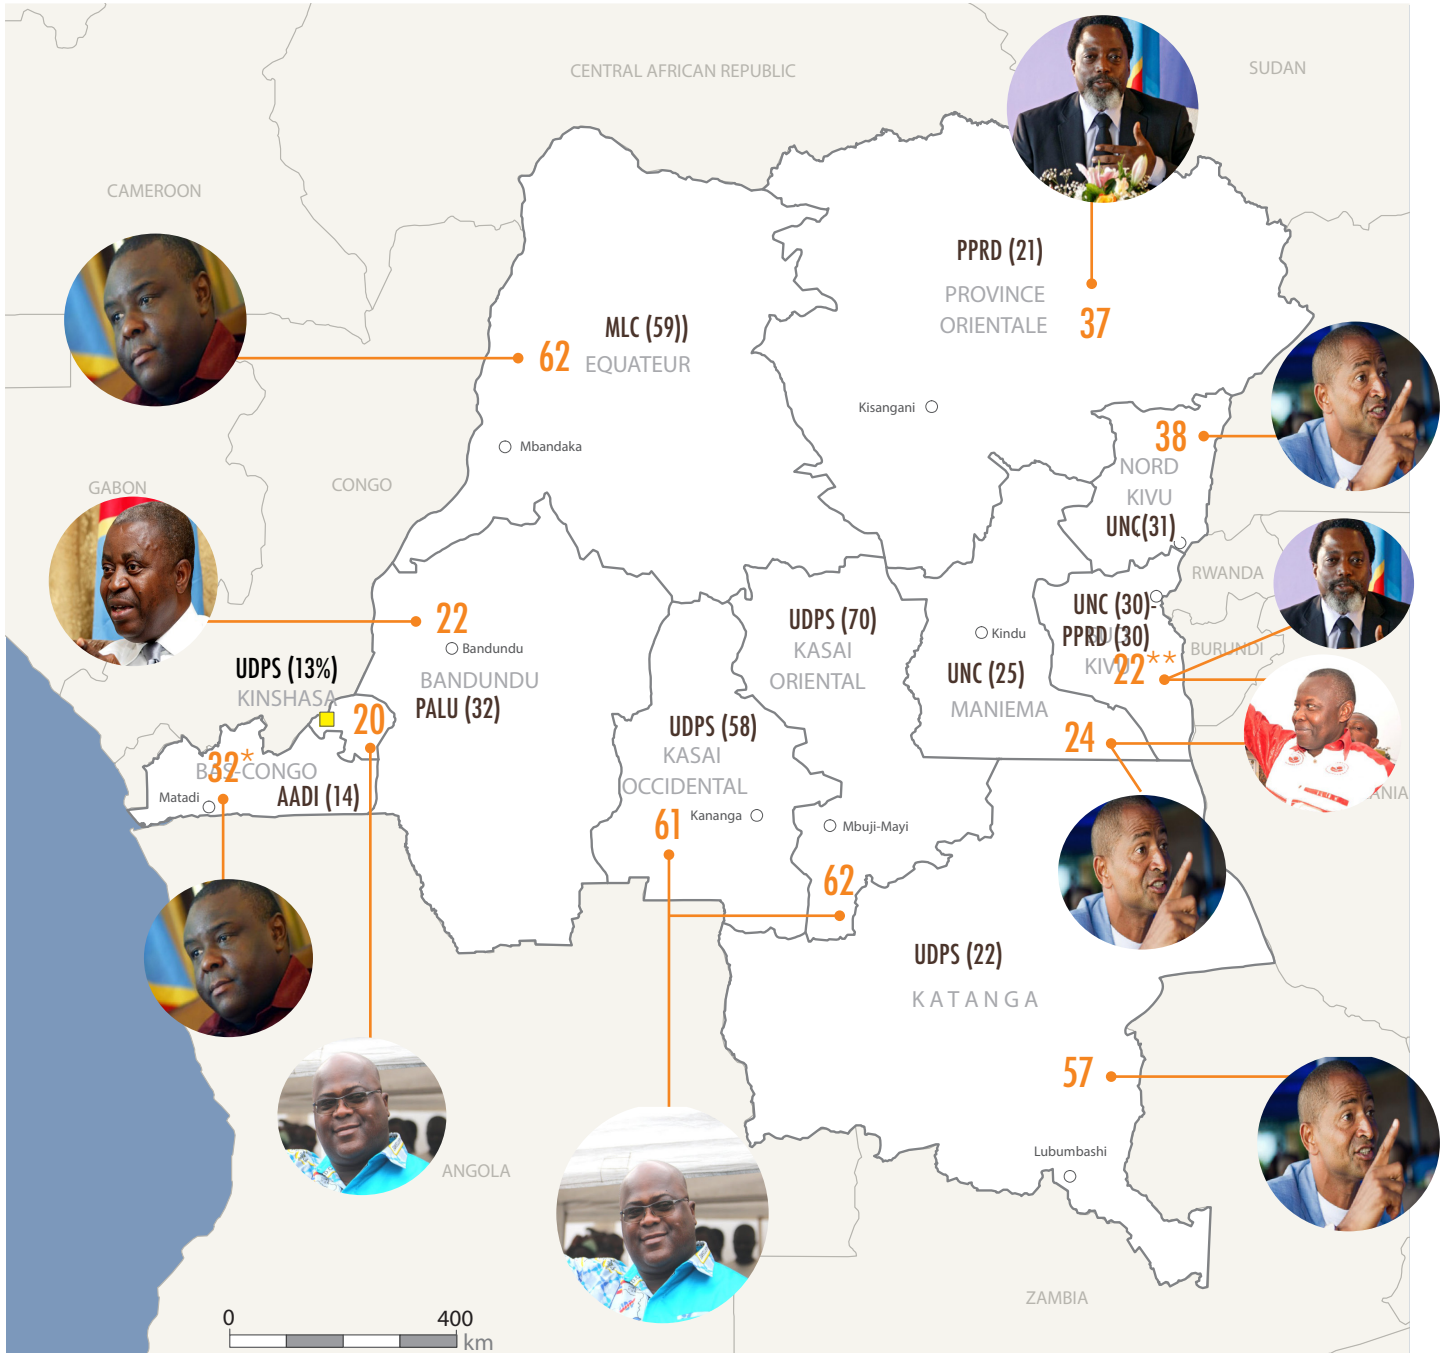 CENTRAL AFRICAN REPUBLIC
SUDAN
CAMEROON
PPRD (21)
PROVINCE
ORIENTALE
37
MLC (59))
62
EQUATEUR
Kisangani
38
NORD
KIVU
UNC(31)
Mbandaka
GABON
CONGO
RWANDA
UNC (30)-
PPRD (30)
KIVU
22**
BURUNDI
22
Bandundu
BANDUNDU
PALU (32)
UDPS (70)
KASAI
ORIENTAL
Kindu
UNC (25)
MANIEMA
24
UDPS (13%)
KINSHASA
20
UDPS (58)
KASAI
OCCIDENTAL
61
Kananga
32*
BAS-CONGO
Matadi
AADI (14)
Mbuji-Mayi
62
ANIA
UDPS (22)
KATANGA
57
Lubumbashi
ANGOLA
ZAMBIA
0 400
km